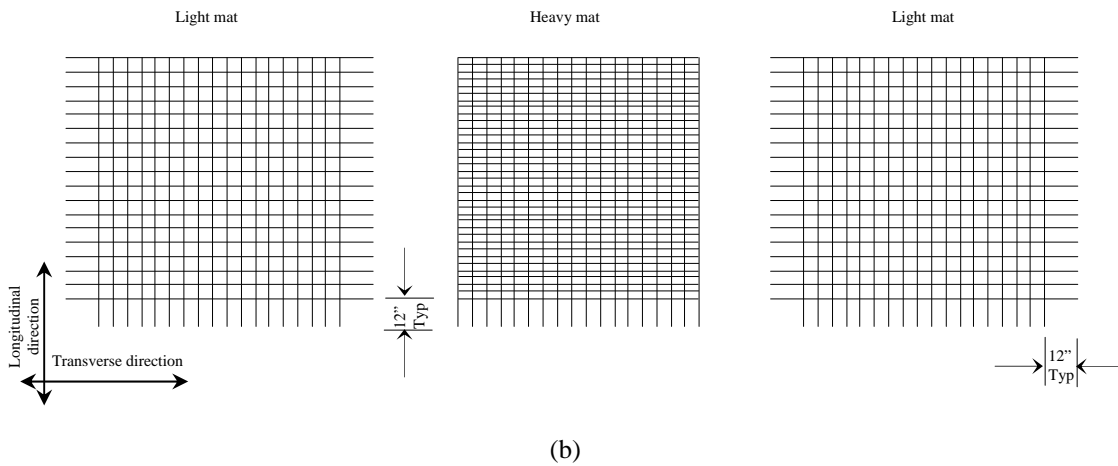 Light mat
Heavy mat
Light mat
12”
Typ
Longitudinal
direction
Transverse direction
12”
Typ
(b)